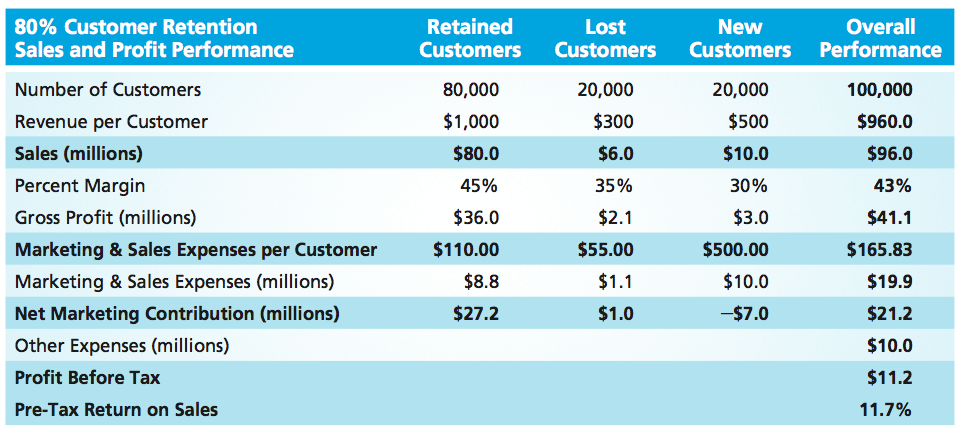 80% Customer Retention Retained Lost New Overall
Sales and Profit Performance Customers Customers Customers Performance
Number of Customers 80,000 20,000 20,000 100,000
Revenue per Customer $1,000 $300 $500 $960.0
Sales (millions) $80.0 $6.0 $10.0 $96.0
Percent Margin 45% 35% 30% 43%
Gross Profit (millions) $36.0 $2.1 $3.0 $41.1
Marketing & Sales Expenses per Customer $110.00 $55.00 $500.00 $165.83
Marketing & Sales Expenses (millions) $8.8 $1.1 $10.0 $19.9
Net Marketing Contribution (millions) $27.2 $1.0 –$7.0 $21.2
Other Expenses (millions) $10.0
Profit Before Tax $11.2
Pre-Tax Return on Sales 11.7%